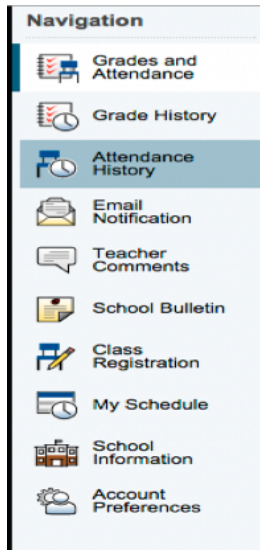 Navigation
Grades and
Attendance
Grade History
Attendance
History
Email
Notification
Teacher
Comments
School Bulletin
Class
Registration
My Schedule
School
Information
Account
Preferences